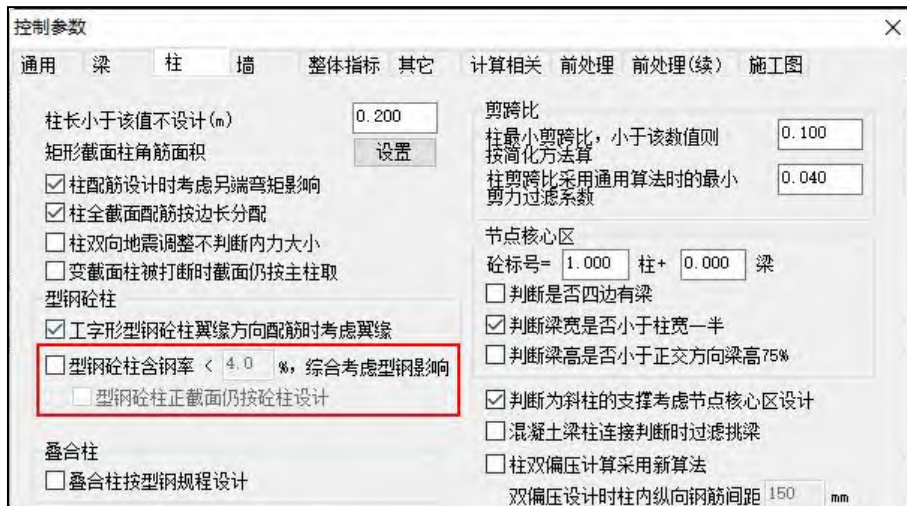 控制参数
通用 梁 柱 墙 整体指标 其它 计算相关 前处理 前处理(续) 施工图
柱长小于该值不设计(m) 0.200
矩形截面柱角筋面积 设置
柱配筋设计时考虑另端弯矩影响
柱全截面配筋按边长分配
柱双向地震调整不判断内力大小
变截面柱被打断时截面仍按主柱取
型钢砼柱
工字形型钢砼柱翼缘方向配筋时考虑翼缘
型钢砼柱含钢率 < 4.0 %, 综合考虑型钢影响
型钢砼柱正截面仍按砼柱设计
叠合柱
叠合柱按型钢规程设计
剪跨比
柱最小剪跨比, 小于该数值则
按简化方法算 0.100
柱剪跨比采用通用算法时的最小
剪力过滤系数 0.040
节点核心区
砼标号= 1.000 柱+ 0.000 梁
判断是否四边有梁
判断梁宽是否小于柱宽一半
判断梁高是否小于正交方向梁高75%
判断为斜柱的支撑考虑节点核心区设计
混凝土梁柱连接判断时过滤挑梁
柱双偏压计算采用新算法
双偏压设计时柱内纵向钢筋间距 150 mm